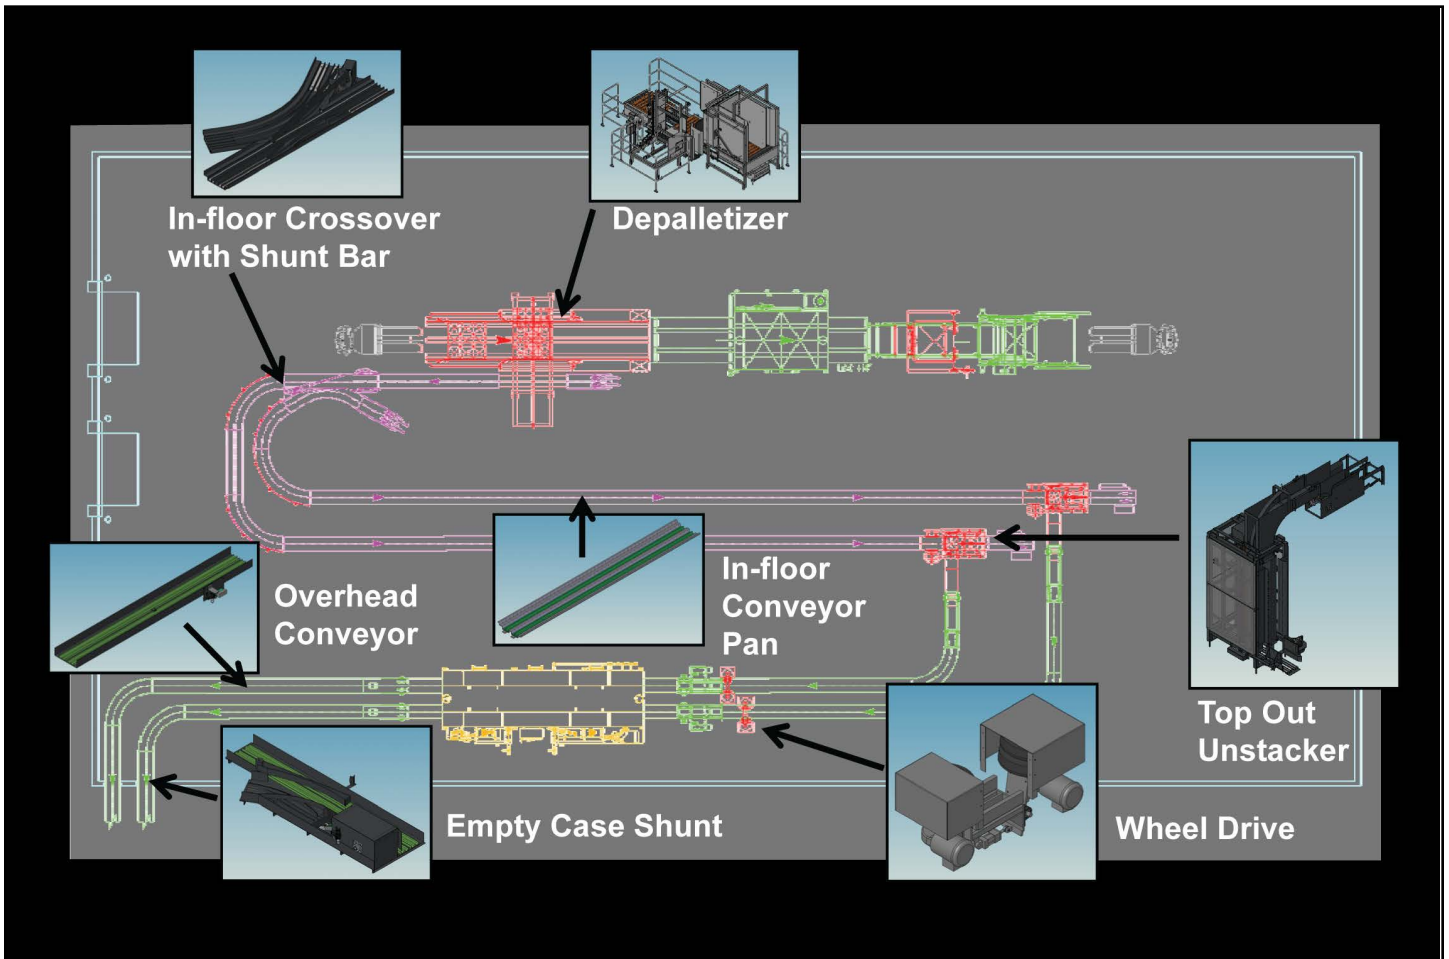 In-floor Crossover
with Shunt Bar
Depalletizer
Overhead
Conveyor
In-floor
Conveyor
Pan
Top Out
Unstacker
Empty Case Shunt
Wheel Drive